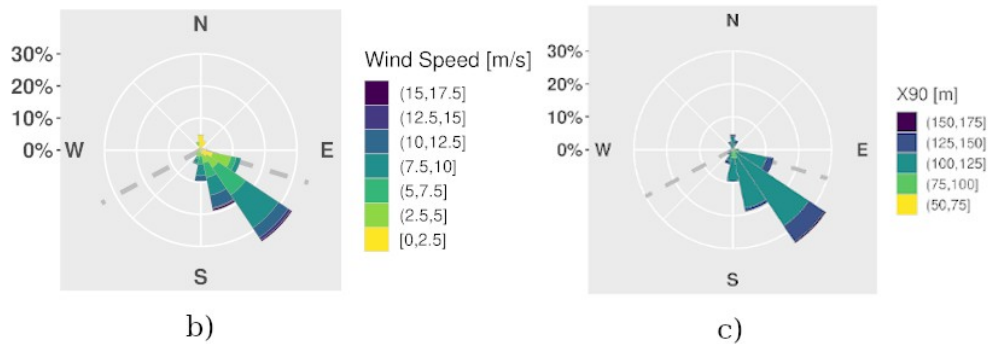 N
30%
20%
10%
0%
W
E
S
Wind Speed [m/s]
(15,17.5]
(12.5,15]
(10,12.5]
(7.5,10]
(5,7.5]
(2.5,5]
[0,2.5]
b)
N
30%
20%
10%
0%
W
E
S
X90 [m]
(150,175]
(125,150]
(100,125]
(75,100]
(50,75]
c)